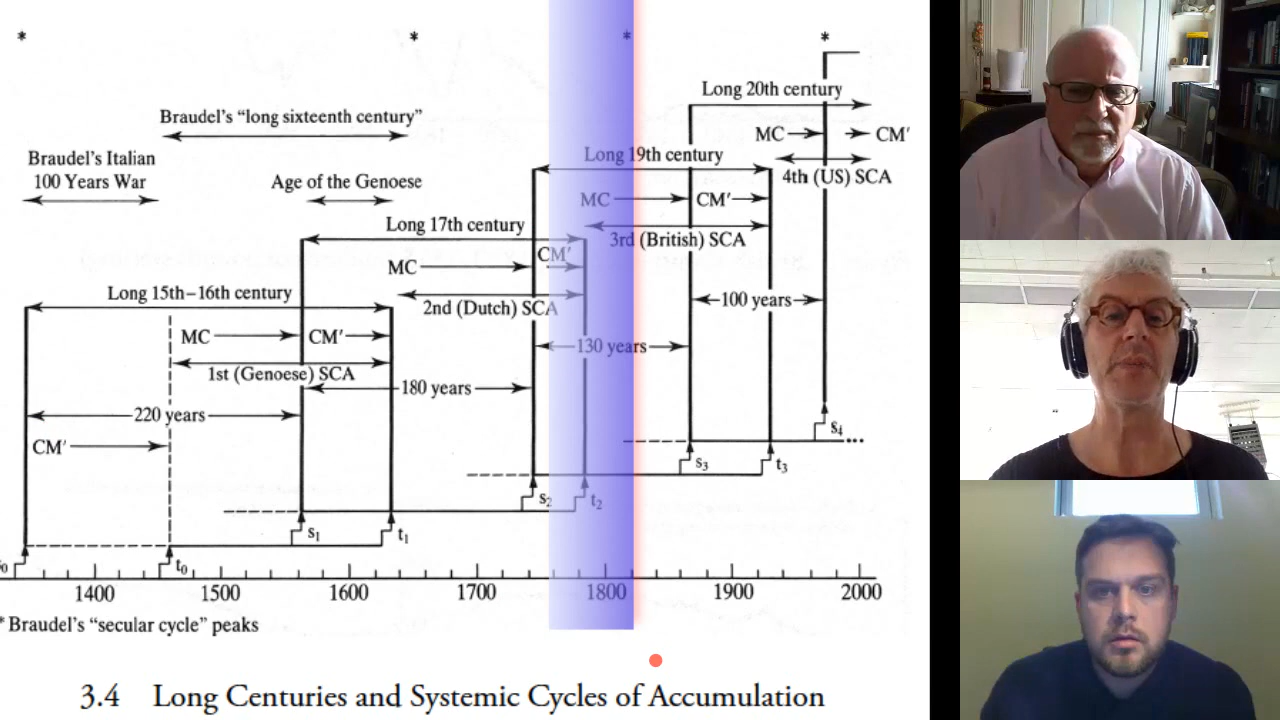 * * * *
Long 20th century
Braudel's “long sixteenth century”
MC CM'
Braudel's Italian
100 Years War
Long 19th century
4th (US) SCA
Age of the Genoese
MC CM'
Long 17th century
3rd (British) SCA
CM'
MC
Long 15th–16th century
2nd (Dutch) SCA
100 years
MC CM'
130 years
1st (Genoese) SCA
180 years
220 years
CM'
s4
s3 t3
s2 t2
s1 t1
t0
1400 1500 1600 1700 1800 1900 2000
* Braudel's “secular cycle” peaks
3.4 Long Centuries and Systemic Cycles of Accumulation